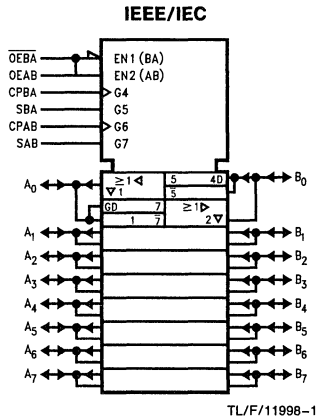 IEEE/IEC
OEBA EN1 (BA)
OEAB EN2 (AB)
CPBA G4
SBA G5
CPAB G6
SAB G7
A0 ≥1 1 5 4D B0
5
GD 7 ≥1
1 7 2
A1 B1
A2 B2
A3 B3
A4 B4
A5 B5
A6 B6
A7 B7
TL/F/11998-1